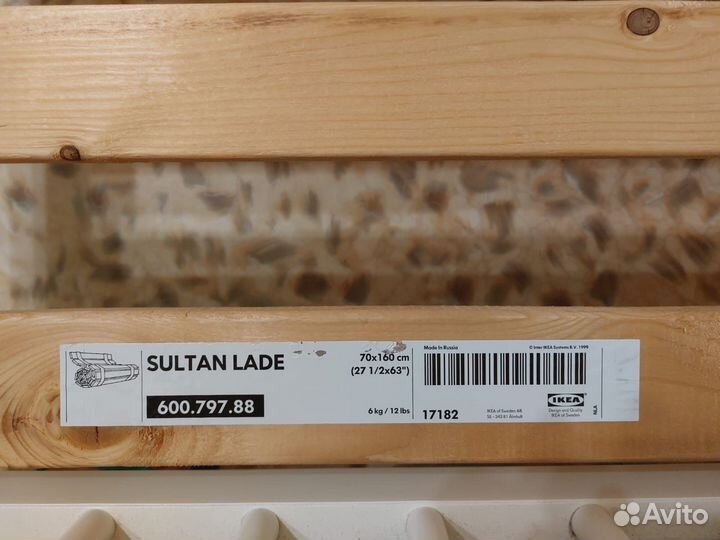 SULTAN LADE
70x160 cm
(27 1/2x63")
600.797.88
6 kg / 12 lbs
Made in Russia
© Inter IKEA Systems B.V. 1999
17182
IKEA of Sweden AB
SE - 343 81 Älmhult
IKEA
Design and Quality
IKEA of Sweden
NLA
Avito